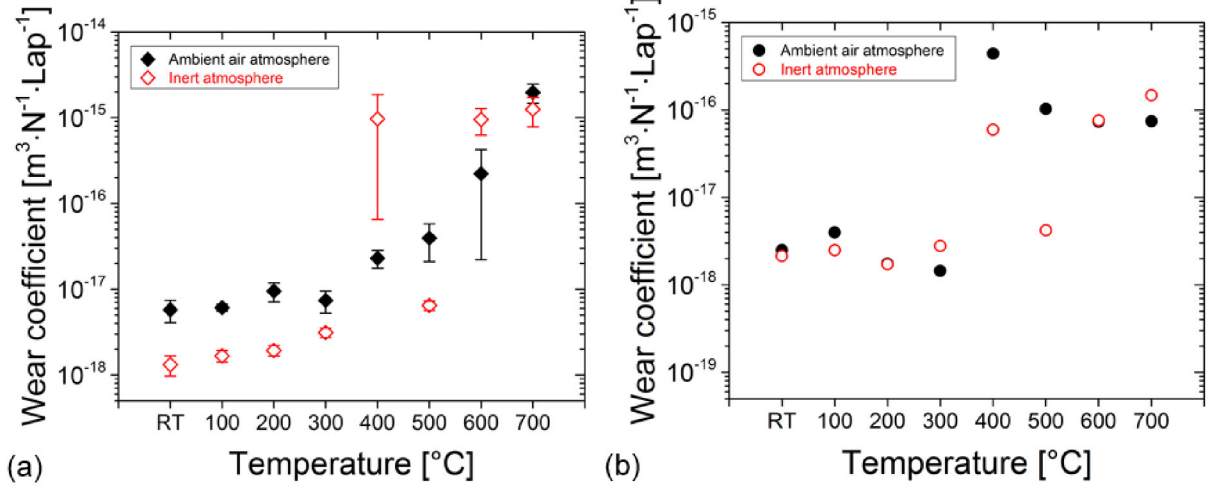 10⁻¹⁴
10⁻¹⁵
10⁻¹⁶
10⁻¹⁷
10⁻¹⁸
Wear coefficient [m³·N⁻¹·Lap⁻¹]
Ambient air atmosphere
Inert atmosphere
RT 100 200 300 400 500 600 700
Temperature [°C]
(a)
10⁻¹⁵
10⁻¹⁶
10⁻¹⁷
10⁻¹⁸
10⁻¹⁹
Wear coefficient [m³·N⁻¹·Lap⁻¹]
Ambient air atmosphere
Inert atmosphere
RT 100 200 300 400 500 600 700
Temperature [°C]
(b)